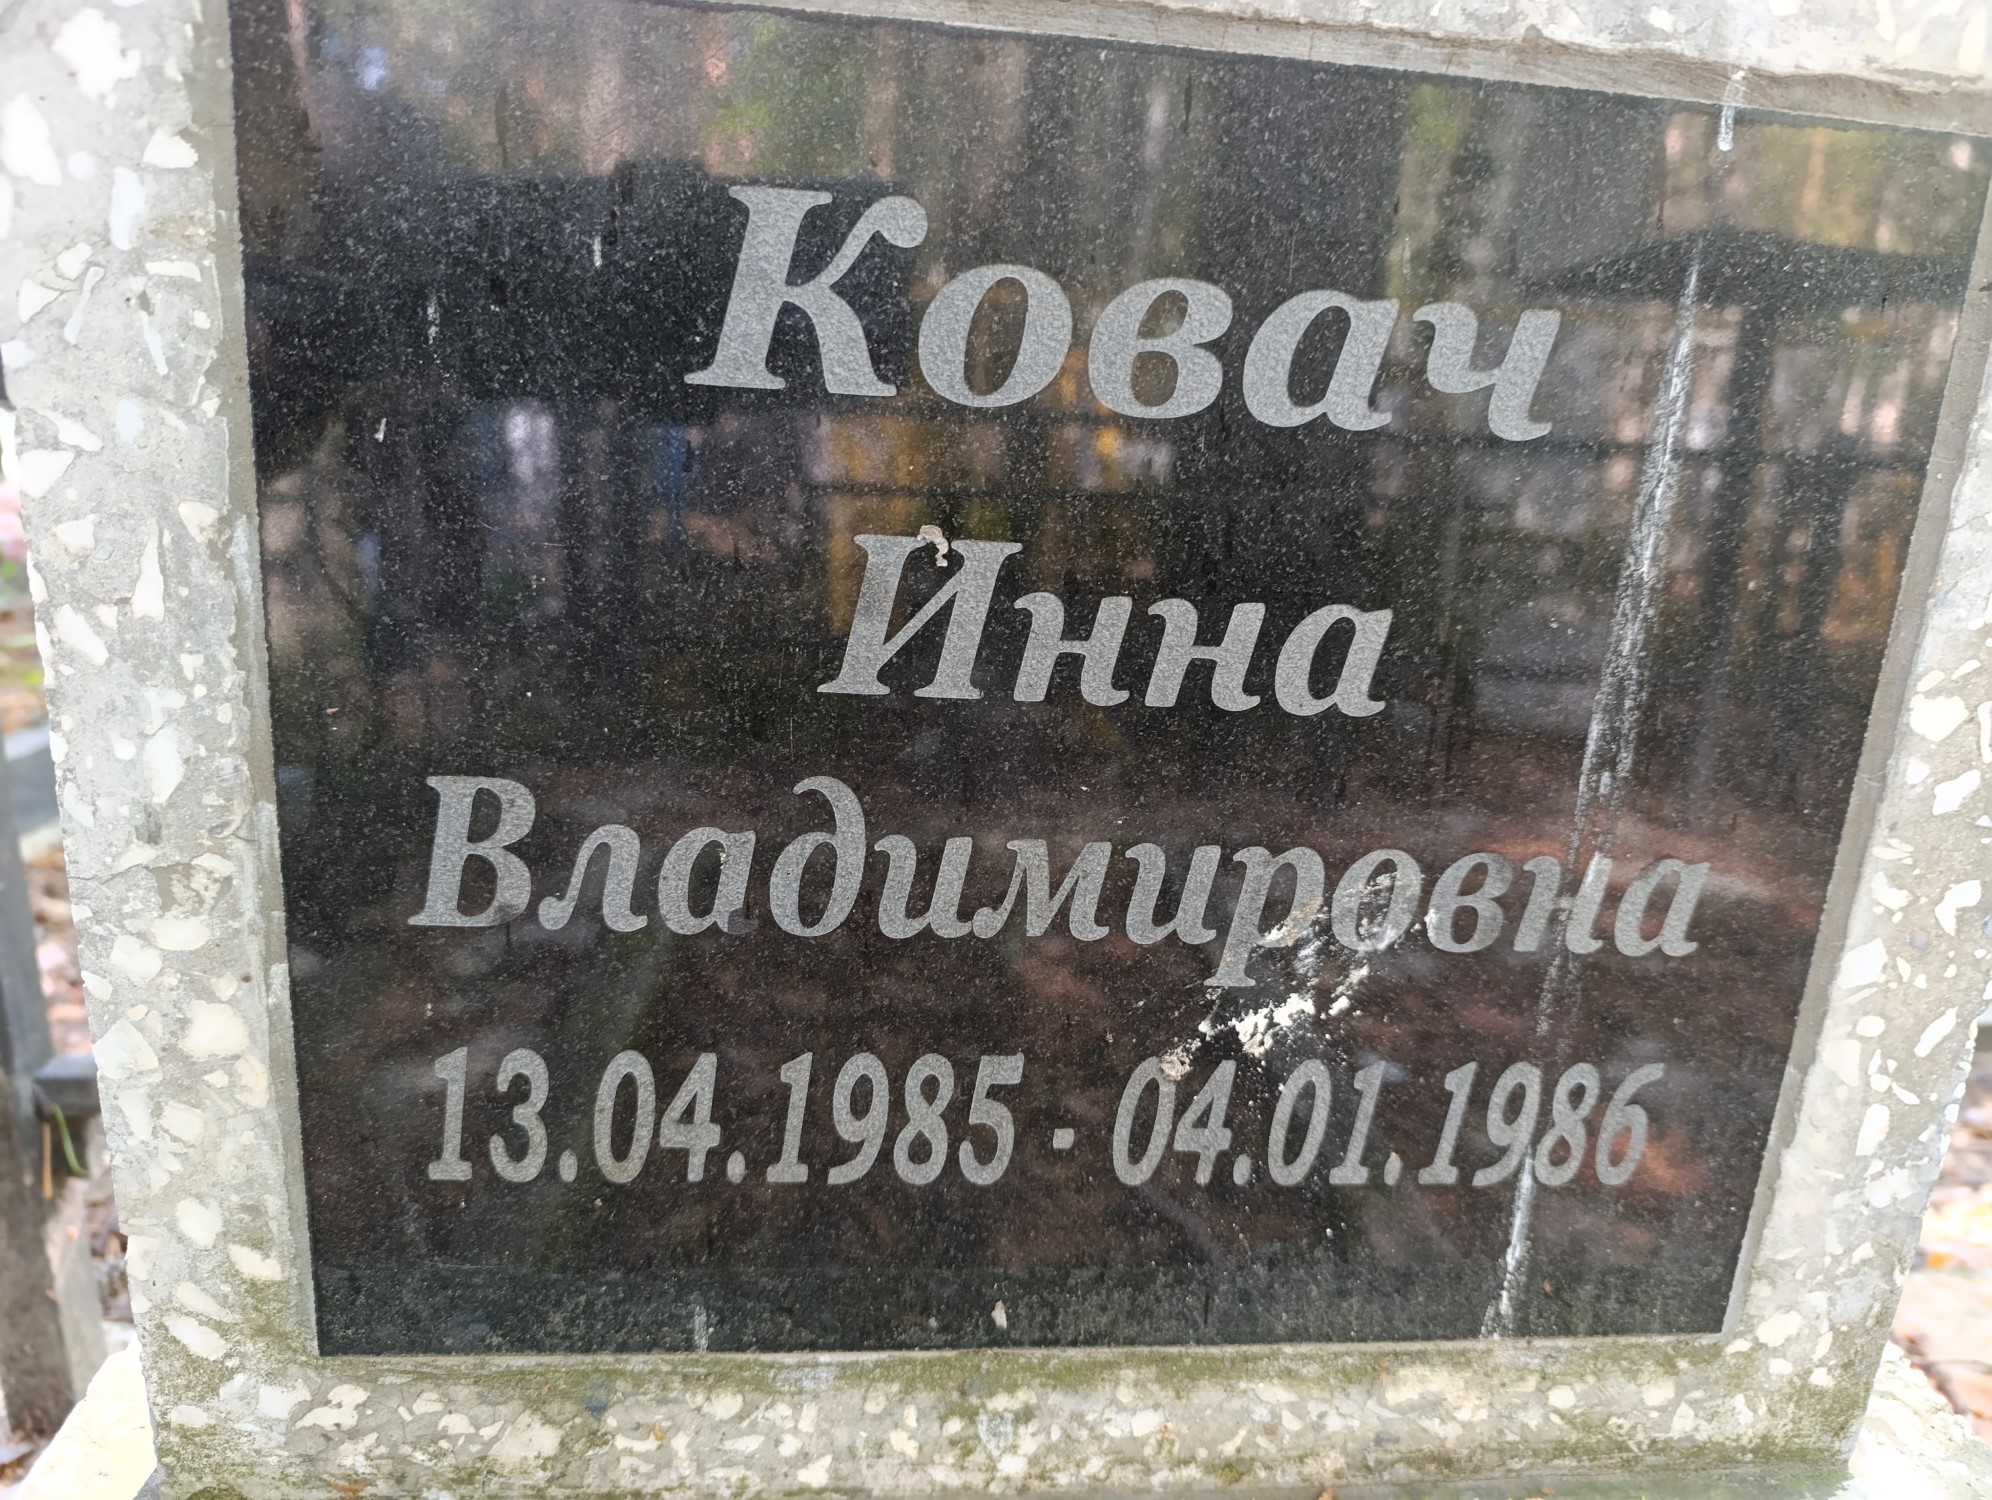 Ковач
Инна
Владимировна
13.04.1985 - 04.01.1986